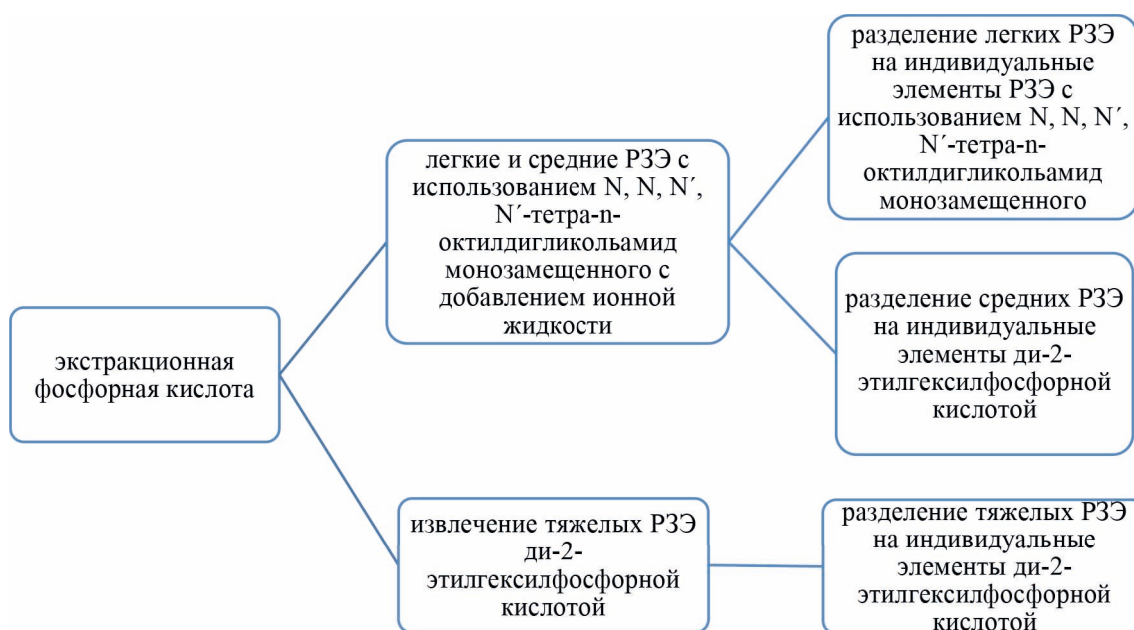 экстракционная
фосфорная кислота
легкие и средние РЗЭ с
использованием N, N, N´,
N´-тетра-n-
октилдигликольамид
монозамещенного с
добавлением ионной
жидкости
извлечение тяжелых РЗЭ
ди-2-
этилгексилфосфорной
кислотой
разделение легких РЗЭ
на индивидуальные
элементы РЗЭ с
использованием N, N, N´,
N´-тетра-n-
октилдигликольамид
монозамещенного
разделение средних РЗЭ
на индивидуальные
элементы ди-2-
этилгексилфосфорной
кислотой
разделение тяжелых РЗЭ
на индивидуальные
элементы ди-2-
этилгексилфосфорной
кислотой